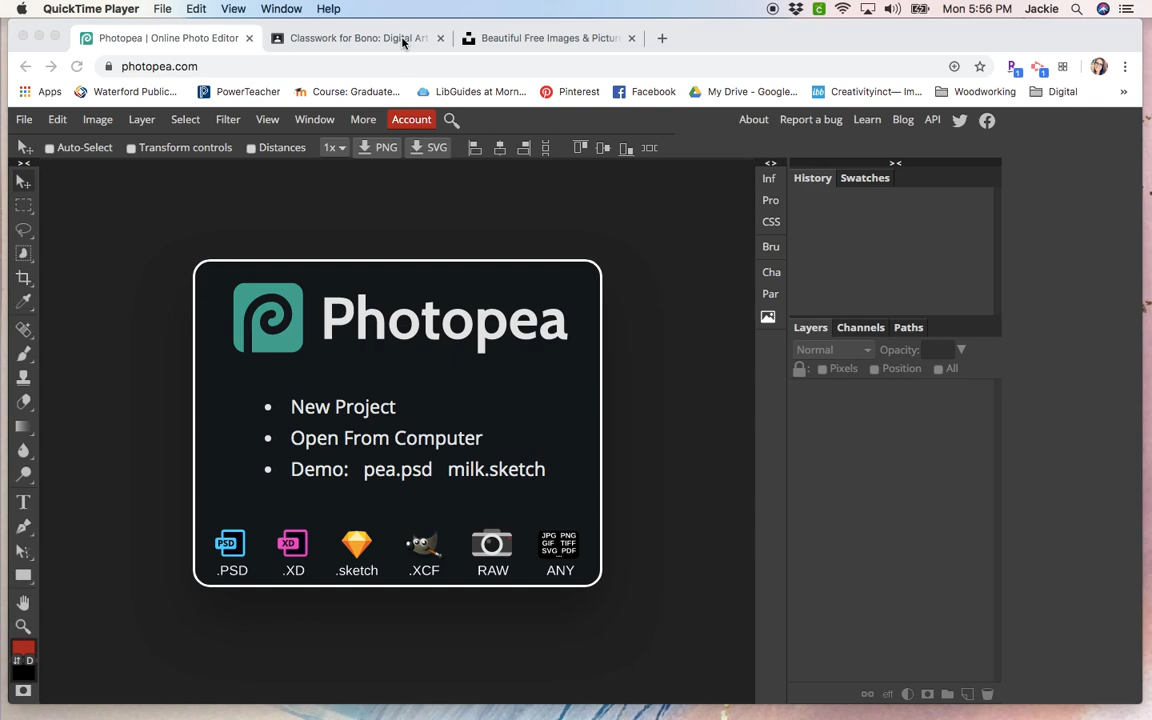 QuickTime Player File Edit View Window Help Mon 5:56 PM Jackie
Photopea | Online Photo Editor Classwork for Bono: Digital Art Beautiful Free Images & Pictur
photopea.com
Apps Waterford Public... PowerTeacher Course: Graduate... LibGuides at Morn... Pinterest Facebook My Drive - Google... Creativityinct— Im... Woodworking Digital »
File Edit Image Layer Select Filter View Window More Account About Report a bug Learn Blog API
Auto-Select Transform controls Distances 1x PNG SVG
> < < > > <
Inf History Swatches
Pro
CSS
Bru
Cha
Par
Photopea
Layers Channels Paths
Normal Opacity:
: Pixels Position All
New Project
Open From Computer
Demo: pea.psd milk.sketch
PSD XD JPG PNG GIF TIFF SVG PDF
.PSD .XD .sketch .XCF RAW ANY
T
D
eff